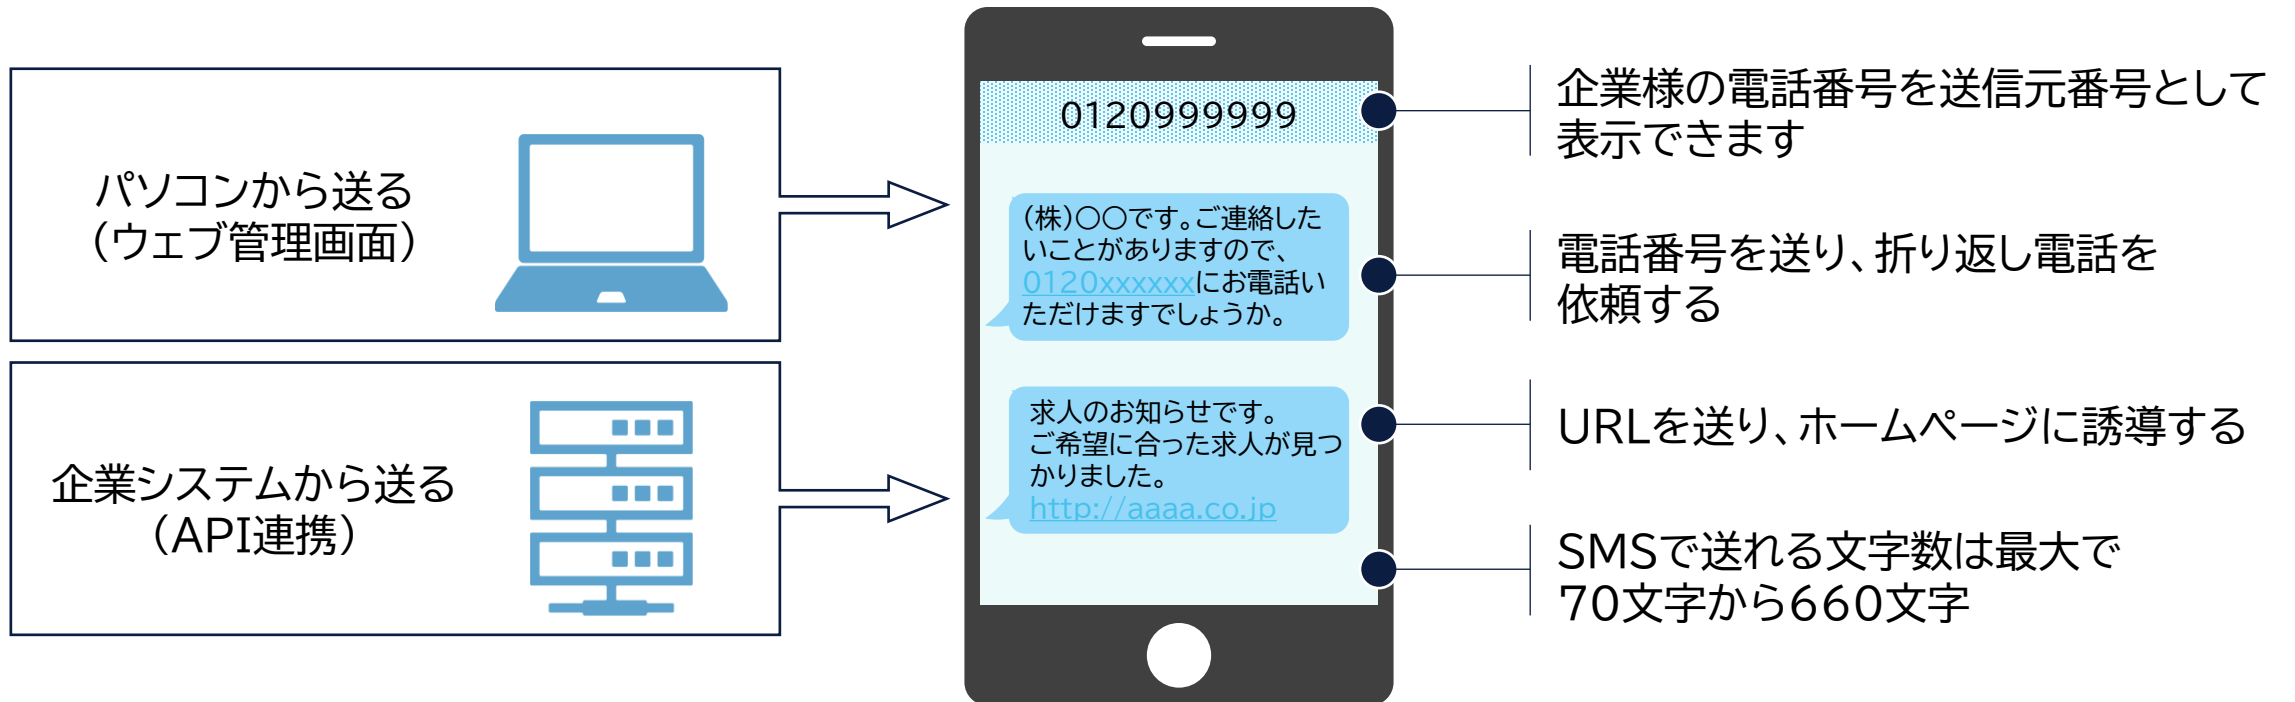 パソコンから送る
（ウェブ管理画面）
企業システムから送る
（API連携）
0120999999
（株）〇〇です。ご連絡した
いことがありますので、
0120xxxxxxにお電話い
ただけますでしょうか。
求人のお知らせです。
ご希望に合った求人が見つ
かりました。
http://aaaa.co.jp
企業様の電話番号を送信元番号として
表示できます
電話番号を送り、折り返し電話を
依頼する
URLを送り、ホームページに誘導する
SMSで送れる文字数は最大で
70文字から660文字